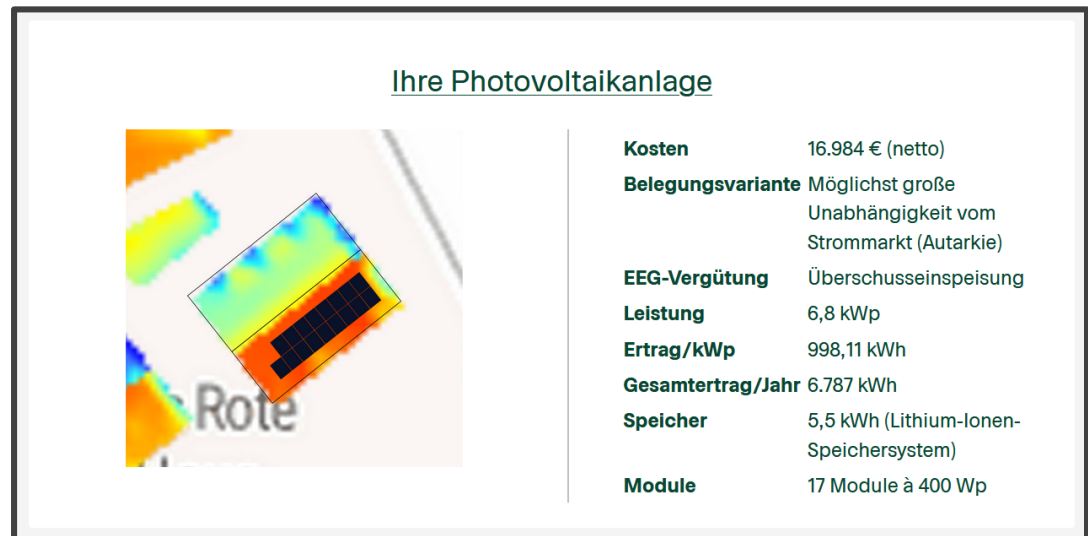 Ihre Photovoltaikanlage
Kosten 16.984 € (netto)
Belegungsvariante Möglichst große
Unabhängigkeit vom
Strommarkt (Autarkie)
EEG-Vergütung Überschusseinspeisung
Leistung 6,8 kWp
Ertrag/kWp 998,11 kWh
Gesamtertrag/Jahr 6.787 kWh
Speicher 5,5 kWh (Lithium-Ionen-
Speichersystem)
Module 17 Module à 400 Wp
Rote